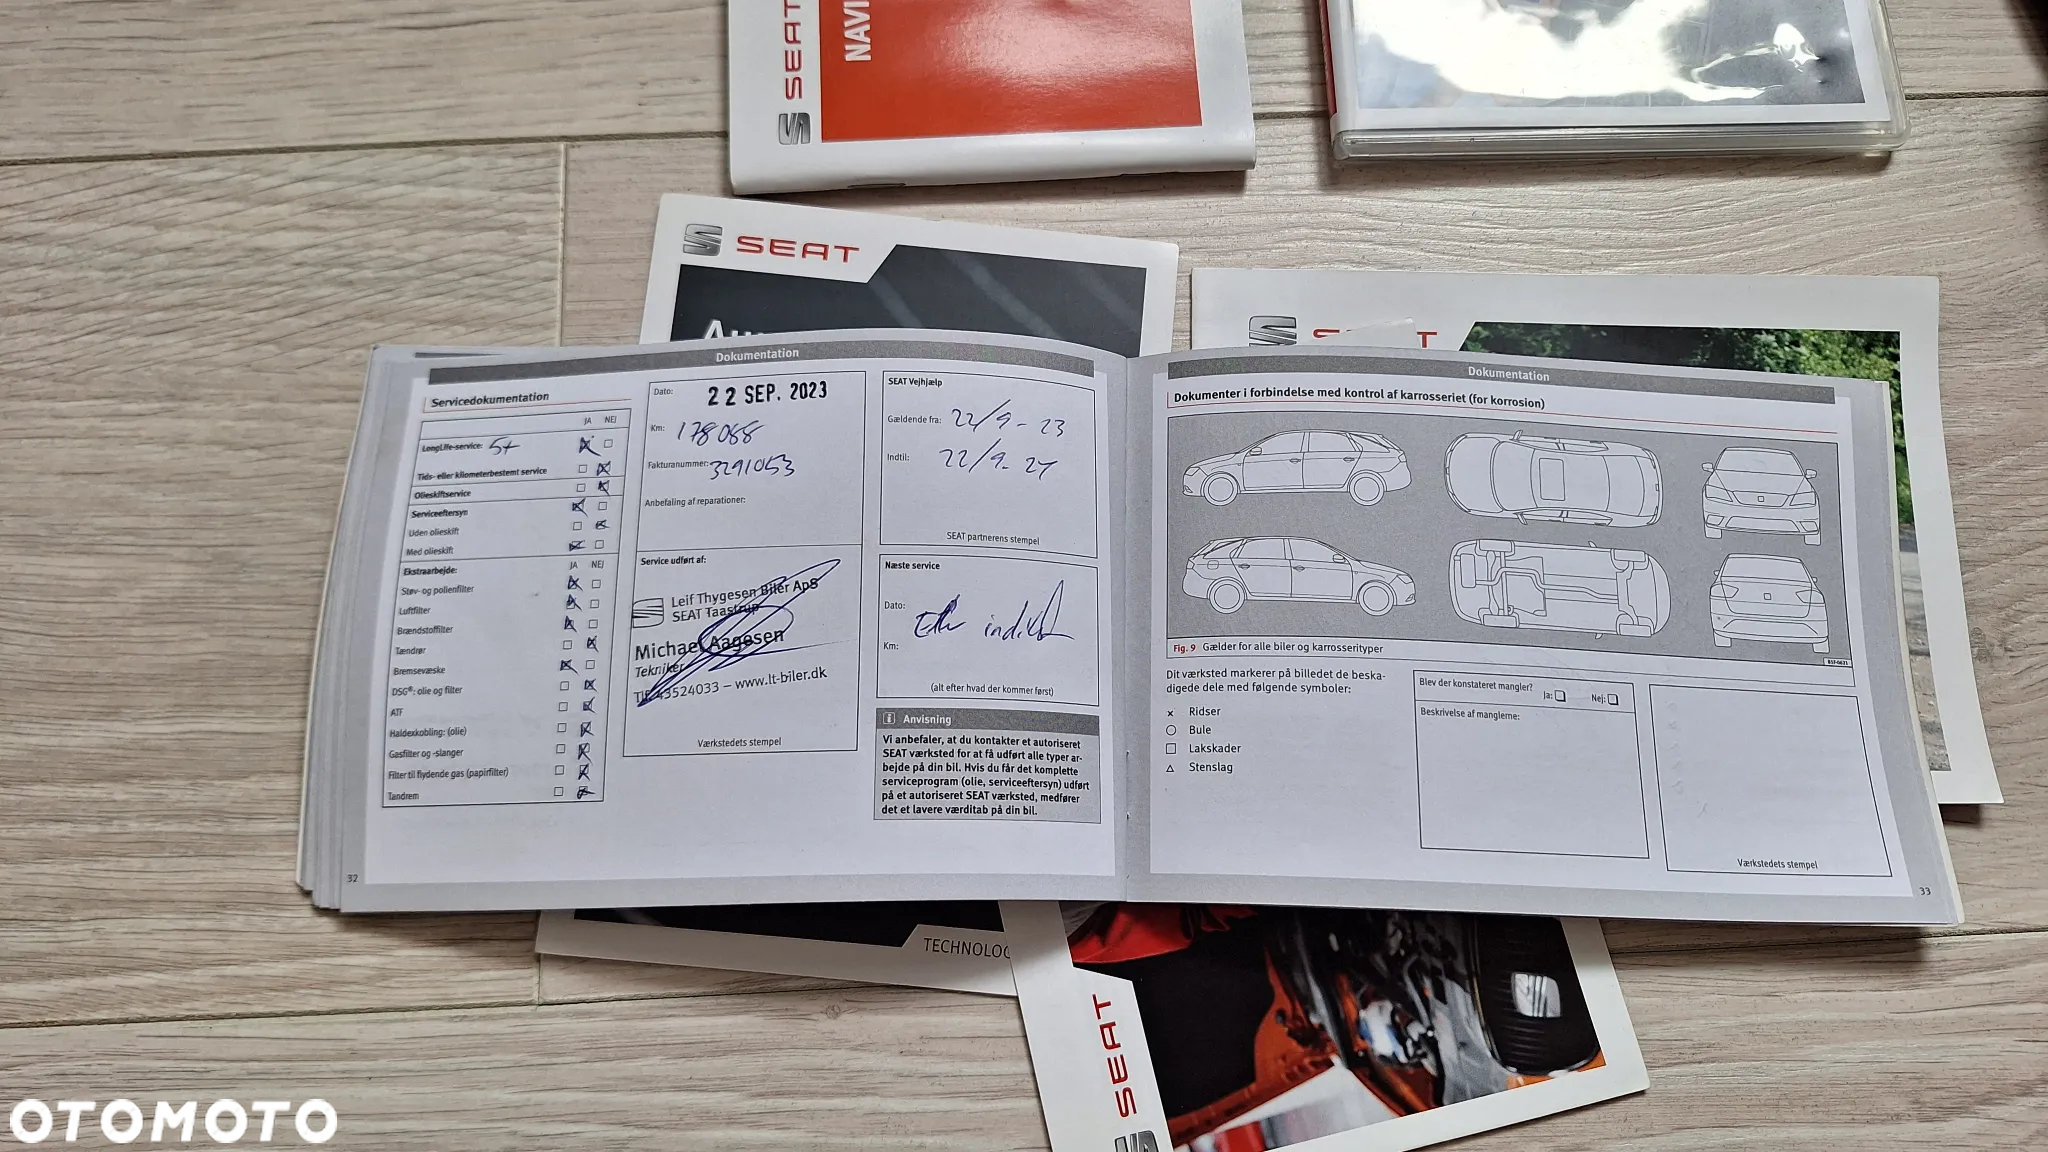 SEAT
NAVI
SEAT
SEAT
Dokumentation
Servicedokumentation
JA NEJ
LongLife-service: 5+
Tids- eller kilometerbestemt service
Olieskiftservice
Serviceeftersyn
Uden olieskift
Med olieskift
Ekstraarbejde: JA NEJ
Støv- og pollenfilter
Luftfilter
Brændstoffilter
Tændrør
Bremsevæske
DSG®: olie og filter
ATF
Haldexkobling: (olie)
Gasfilter og -slanger
Filter til flydende gas (papirfilter)
Tandrem
32
Dato: 22 SEP. 2023
Km: 178068
Fakturanummer: 3291053
Anbefaling af reparationer:
Service udført af:
Leif Thygesen Biler ApS
SEAT Taastrup
Michael Aagesen
Tekniker
Tlf 43524033 – www.lt-biler.dk
Værkstedets stempel
SEAT Vejhjælp
Gældende fra: 22/9-23
Indtil: 22/9-24
SEAT partnerens stempel
Næste service
Dato:
Km:
(alt efter hvad der kommer først)
i Anvisning
Vi anbefaler, at du kontakter et autoriseret
SEAT værksted for at få udført alle typer ar-
bejde på din bil. Hvis du får det komplette
serviceprogram (olie, serviceeftersyn) udført
på et autoriseret SEAT værksted, medfører
det et lavere værditab på din bil.
Dokumentation
Dokumenter i forbindelse med kontrol af karrosseriet (for korrosion)
Fig. 9 Gælder for alle biler og karrosserityper
Dit værksted markerer på billedet de beska-
digede dele med følgende symboler:
Ridser
Bule
Lakskader
Stenslag
Blev der konstateret mangler?
Ja: Nej:
Beskrivelse af manglerne:
Værkstedets stempel
33
TECHNOLOG
SEAT
OTOMOTO